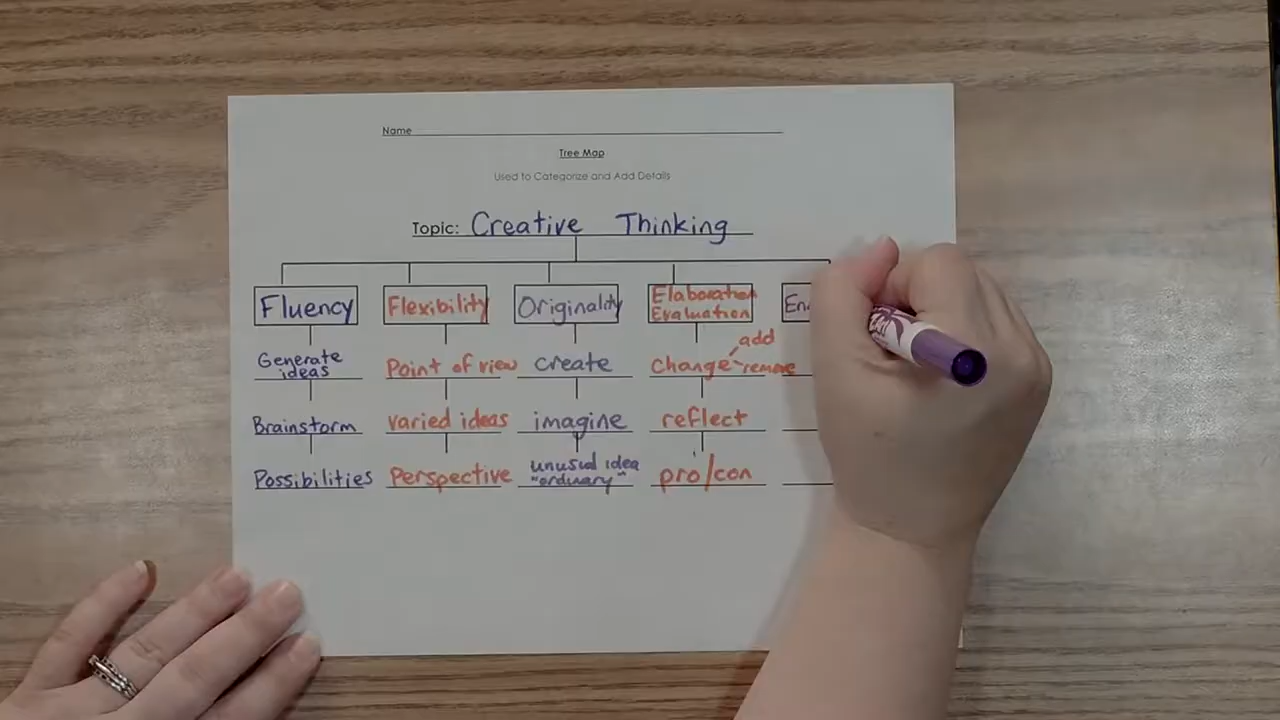 Name
Tree Map
Used to Categorize and Add Details
Topic: Creative Thinking
Fluency
Generate
ideas
Brainstorm
Possibilities
Flexibility
Point of view
varied ideas
Perspective
Originality
create
imagine
unusual idea
"ordinary"
Elaboration
Evaluation
add
change remove
reflect
pro/con